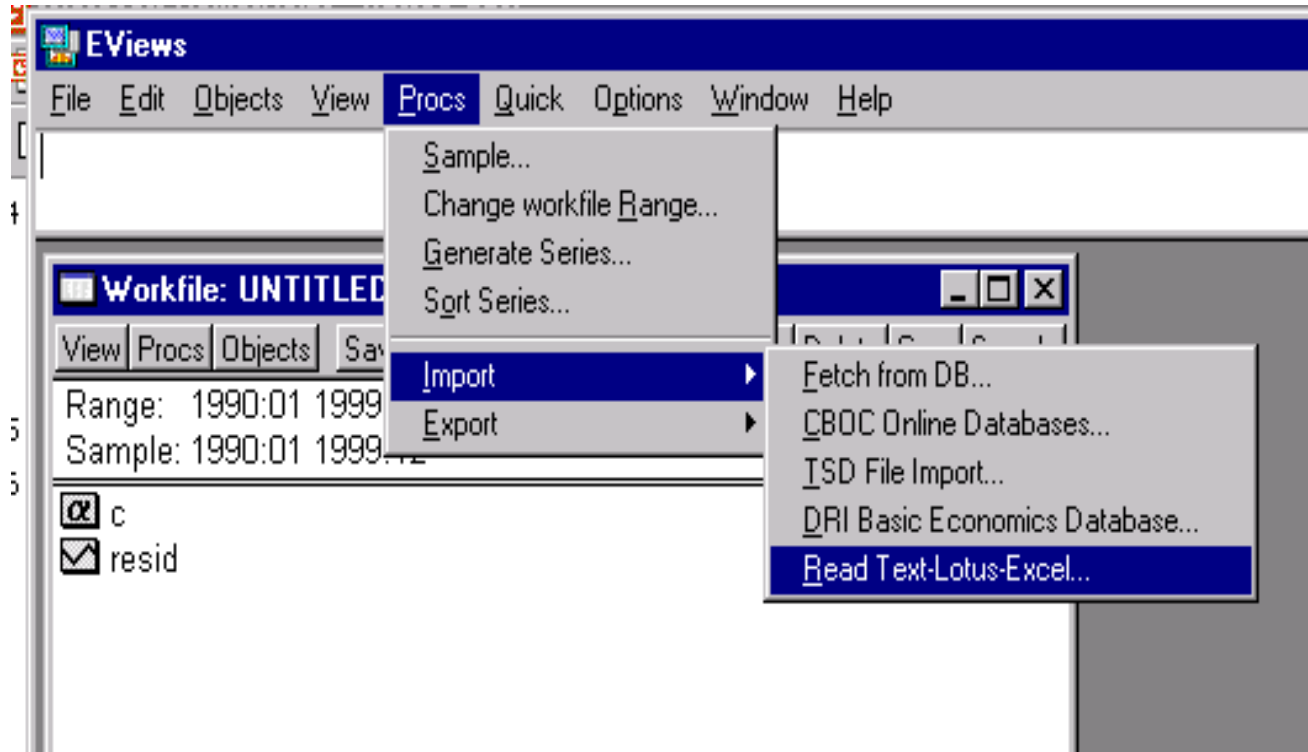 EViews
File Edit Objects View Procs Quick Options Window Help
Sample...
Change workfile Range...
Generate Series...
Sort Series...
Import
Export
Fetch from DB...
CBOC Online Databases...
TSD File Import...
DRI Basic Economics Database...
Read Text-Lotus-Excel...
Workfile: UNTITLED
View Procs Objects
Range: 1990:01 1999
Sample: 1990:01 1999:12
c
resid